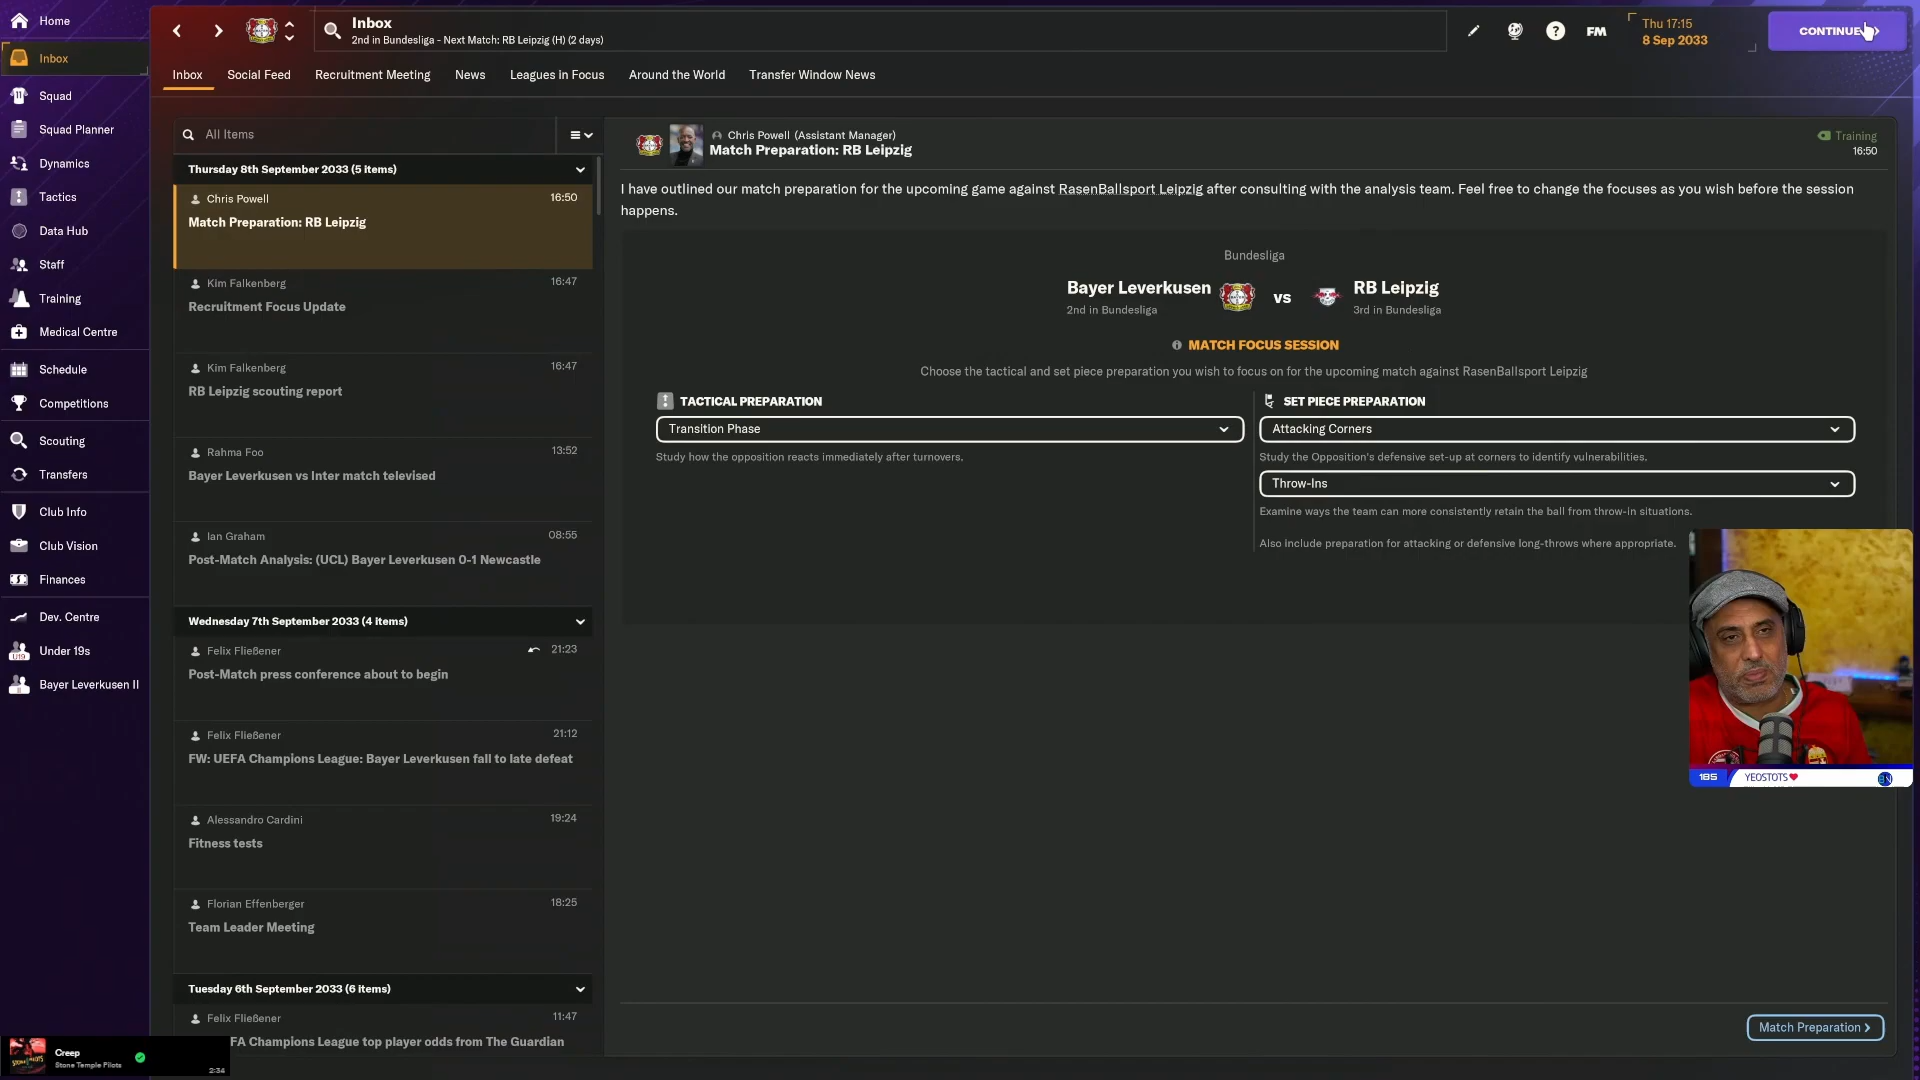 Home
Inbox
Squad
Squad Planner
Dynamics
Tactics
Data Hub
Staff
Training
Medical Centre
Schedule
Competitions
Scouting
Transfers
Club Info
Club Vision
Finances
Dev. Centre
Under 19s
Bayer Leverkusen II
Inbox
2nd in Bundesliga - Next Match: RB Leipzig (H) (2 days)
FM
Thu 17:15
8 Sep 2033
CONTINUE
Inbox Social Feed Recruitment Meeting News Leagues in Focus Around the World Transfer Window News
All Items
Thursday 8th September 2033 (5 items)
Chris Powell 16:50
Match Preparation: RB Leipzig
Kim Falkenberg 16:47
Recruitment Focus Update
Kim Falkenberg 16:47
RB Leipzig scouting report
Rahma Foo 13:52
Bayer Leverkusen vs Inter match televised
Ian Graham 08:55
Post-Match Analysis: (UCL) Bayer Leverkusen 0-1 Newcastle
Wednesday 7th September 2033 (4 items)
Felix Fließener 21:23
Post-Match press conference about to begin
Felix Fließener 21:12
FW: UEFA Champions League: Bayer Leverkusen fall to late defeat
Alessandro Cardini 19:24
Fitness tests
Florian Effenberger 18:25
Team Leader Meeting
Tuesday 6th September 2033 (6 items)
Felix Fließener 11:47
FA Champions League top player odds from The Guardian
Chris Powell (Assistant Manager)
Match Preparation: RB Leipzig
Training
16:50
I have outlined our match preparation for the upcoming game against RasenBallsport Leipzig after consulting with the analysis team. Feel free to change the focuses as you wish before the session
happens.
Bundesliga
Bayer Leverkusen vs RB Leipzig
2nd in Bundesliga 3rd in Bundesliga
MATCH FOCUS SESSION
Choose the tactical and set piece preparation you wish to focus on for the upcoming match against RasenBallsport Leipzig
TACTICAL PREPARATION
Transition Phase
Study how the opposition reacts immediately after turnovers.
SET PIECE PREPARATION
Attacking Corners
Study the Opposition's defensive set-up at corners to identify vulnerabilities.
Throw-Ins
Examine ways the team can more consistently retain the ball from throw-in situations.
Also include preparation for attacking or defensive long-throws where appropriate.
185 YEOSTOTS
Match Preparation
Creep
Stone Temple Pilots
2:34